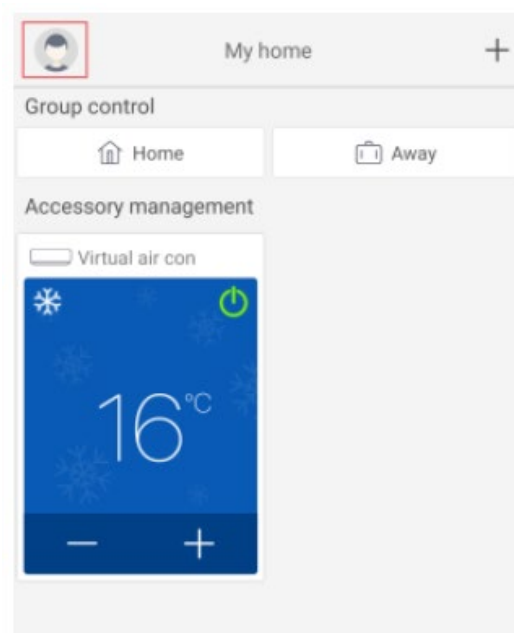 My home
+
Group control
Home
Away
Accessory management
Virtual air con
16°C
− +